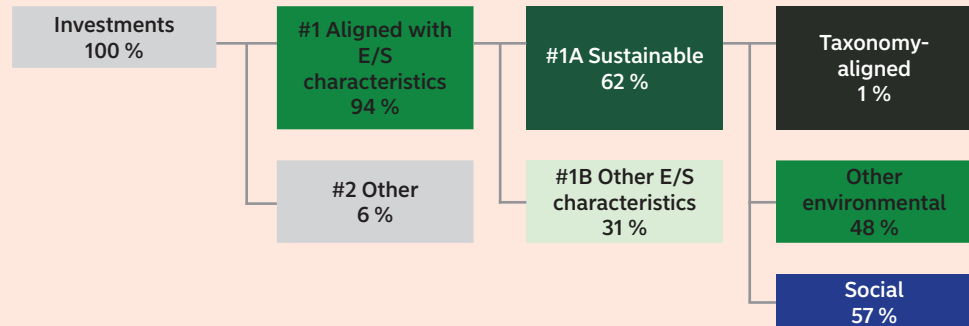 Investments
100 %
#1 Aligned with
E/S
characteristics
94 %
#2 Other
6 %
#1A Sustainable
62 %
#1B Other E/S
characteristics
31 %
Taxonomy-
aligned
1 %
Other
environmental
48 %
Social
57 %